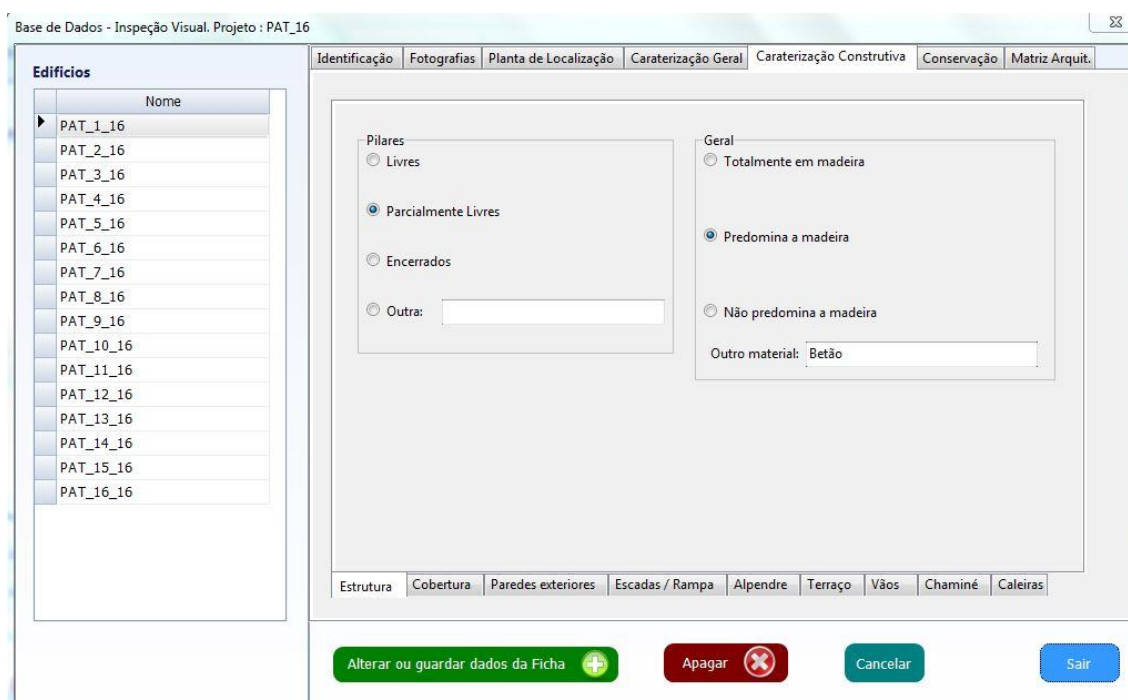 Base de Dados - Inspeção Visual. Projeto : PAT_16
Edifícios
Nome
PAT_1_16
PAT_2_16
PAT_3_16
PAT_4_16
PAT_5_16
PAT_6_16
PAT_7_16
PAT_8_16
PAT_9_16
PAT_10_16
PAT_11_16
PAT_12_16
PAT_13_16
PAT_14_16
PAT_15_16
PAT_16_16
Identificação Fotografias Planta de Localização Caraterização Geral Caraterização Construtiva Conservação Matriz Arquit.
Pilares
Livres
Parcialmente Livres
Encerrados
Outra:
Geral
Totalmente em madeira
Predomina a madeira
Não predomina a madeira
Outro material: Betão
Estrutura Cobertura Paredes exteriores Escadas / Rampa Alpendre Terraço Vãos Chaminé Caleiras
Alterar ou guardar dados da Ficha Apagar Cancelar Sair